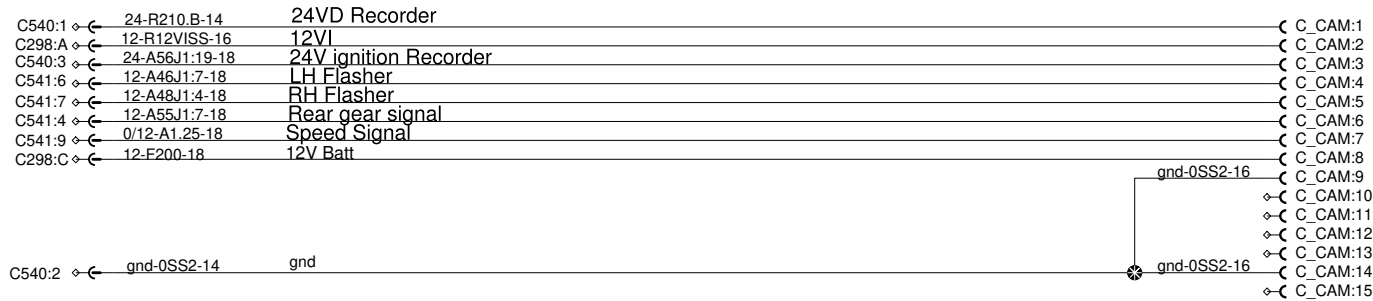 C540:1 24-R210.B-14 24VD Recorder C_CAM:1
C298:A 12-R12VISS-16 12VI C_CAM:2
C540:3 24-A56J1:19-18 24V ignition Recorder C_CAM:3
C541:6 12-A46J1:7-18 LH Flasher C_CAM:4
C541:7 12-A48J1:4-18 RH Flasher C_CAM:5
C541:4 12-A55J1:7-18 Rear gear signal C_CAM:6
C541:9 0/12-A1.25-18 Speed Signal C_CAM:7
C298:C 12-F200-18 12V Batt C_CAM:8
gnd-0SS2-16 C_CAM:9
C_CAM:10
C_CAM:11
C_CAM:12
C_CAM:13
C540:2 gnd-0SS2-14 gnd gnd-0SS2-16 C_CAM:14
C_CAM:15